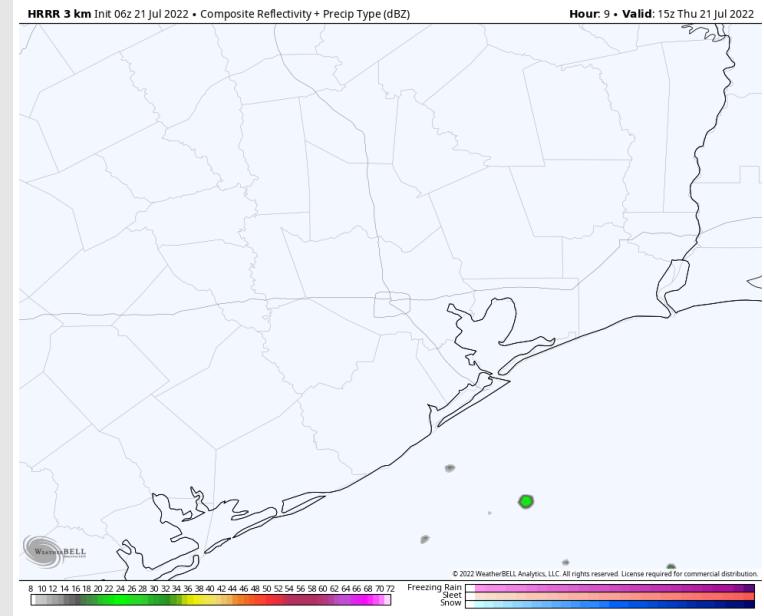 HRRR 3 km Init 06z 21 Jul 2022 • Composite Reflectivity + Precip Type (dBZ)
Hour: 9 • Valid: 15z Thu 21 Jul 2022
WEATHERBELL
© 2022 WeatherBELL Analytics, LLC. All rights reserved. License required for commercial distribution.
8 10 12 14 16 18 20 22 24 26 28 30 32 34 36 38 40 42 44 46 48 50 52 54 56 58 60 62 64 66 68 70 72
Freezing Rain
Sleet
Snow